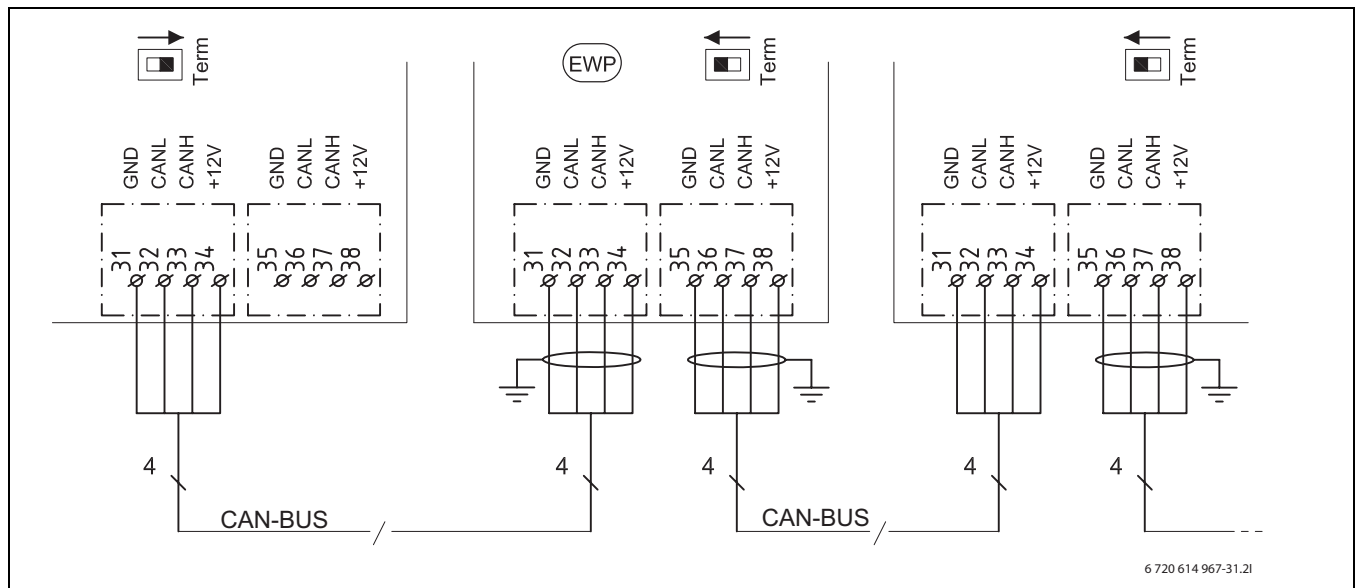 Term
EWP
Term
Term
GND CANL CANH +12V
GND CANL CANH +12V
GND CANL CANH +12V
GND CANL CANH +12V
GND CANL CANH +12V
GND CANL CANH +12V
31 32 33 34
35 36 37 38
31 32 33 34
35 36 37 38
31 32 33 34
35 36 37 38
4
4
4
4
4
CAN-BUS
CAN-BUS
6 720 614 967-31.2I